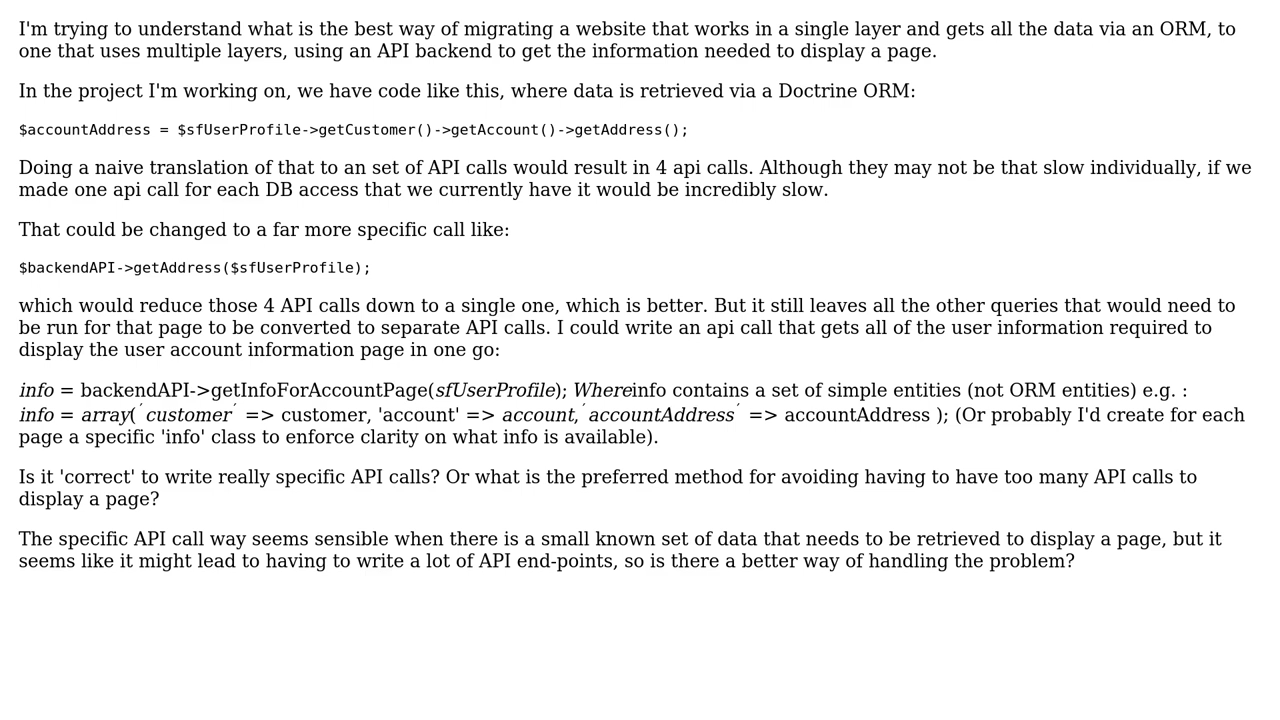 I'm trying to understand what is the best way of migrating a website that works in a single layer and gets all the data via an ORM, to
one that uses multiple layers, using an API backend to get the information needed to display a page.
In the project I'm working on, we have code like this, where data is retrieved via a Doctrine ORM:
$accountAddress = $sfUserProfile->getCustomer()->getAccount()->getAddress();
Doing a naive translation of that to an set of API calls would result in 4 api calls. Although they may not be that slow individually, if we
made one api call for each DB access that we currently have it would be incredibly slow.
That could be changed to a far more specific call like:
$backendAPI->getAddress($sfUserProfile);
which would reduce those 4 API calls down to a single one, which is better. But it still leaves all the other queries that would need to
be run for that page to be converted to separate API calls. I could write an api call that gets all of the user information required to
display the user account information page in one go:
info = backendAPI->getInfoForAccountPage(sfUserProfile); Whereinfo contains a set of simple entities (not ORM entities) e.g. :
info = array(′customer′ => customer, 'account' => account,′accountAddress′ => accountAddress ); (Or probably I'd create for each
page a specific 'info' class to enforce clarity on what info is available).
Is it 'correct' to write really specific API calls? Or what is the preferred method for avoiding having to have too many API calls to
display a page?
The specific API call way seems sensible when there is a small known set of data that needs to be retrieved to display a page, but it
seems like it might lead to having to write a lot of API end-points, so is there a better way of handling the problem?